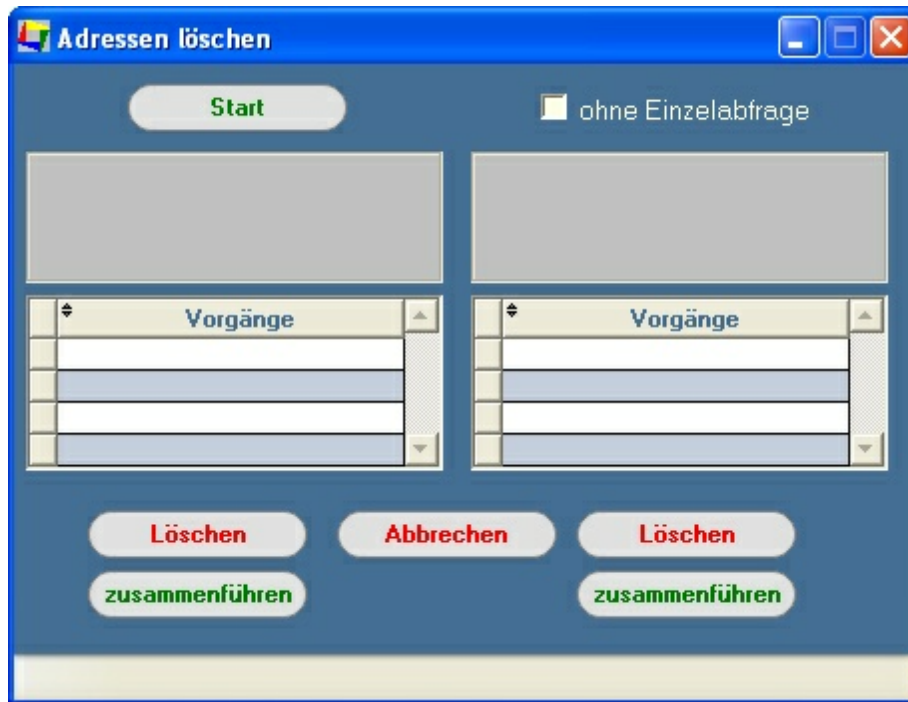 Adressen löschen
Start
ohne Einzelabfrage
Vorgänge
Vorgänge
Löschen
Abbrechen
Löschen
zusammenführen
zusammenführen